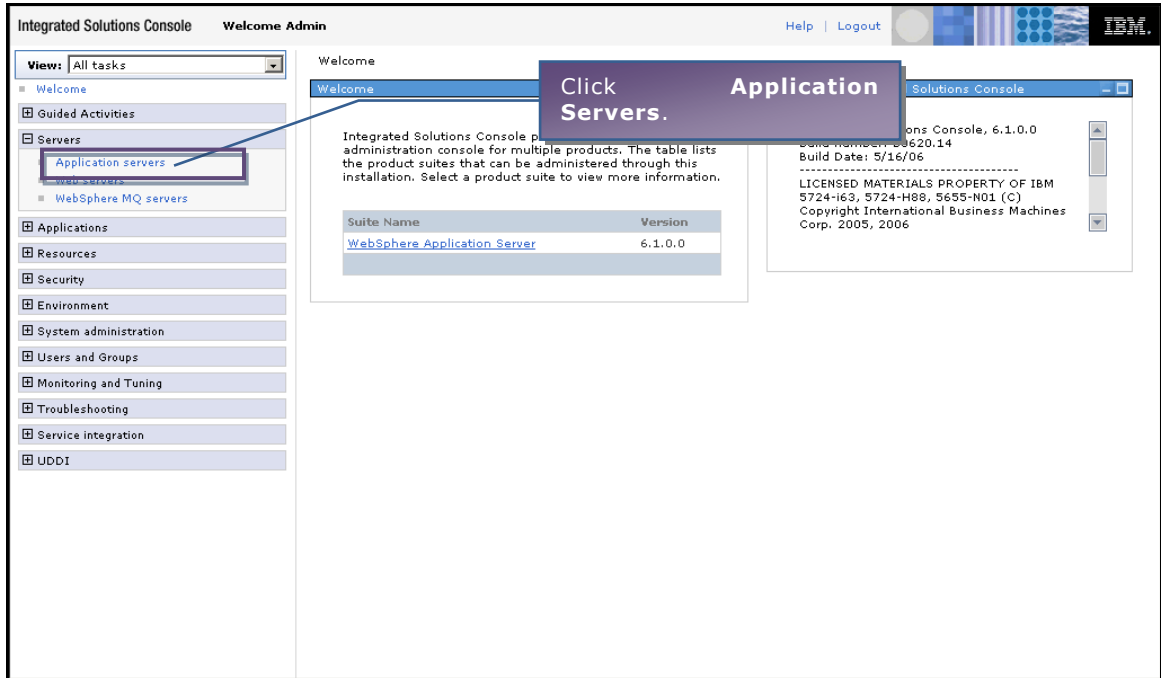 Integrated Solutions Console Welcome Admin Help | Logout IBM.
View: All tasks
Welcome
Guided Activities
Servers
Application servers
Web servers
WebSphere MQ servers
Applications
Resources
Security
Environment
System administration
Users and Groups
Monitoring and Tuning
Troubleshooting
Service integration
UDDI
Welcome
Welcome
Integrated Solutions Console p
administration console for multiple products. The table lists
the product suites that can be administered through this
installation. Select a product suite to view more information.
Suite Name Version
WebSphere Application Server 6.1.0.0
Click Application
Servers.
Solutions Console
ons Console, 6.1.0.0
Build Date: 5/16/06
--------------------------------------
LICENSED MATERIALS PROPERTY OF IBM
5724-i63, 5724-H88, 5655-N01 (C)
Copyright International Business Machines
Corp. 2005, 2006